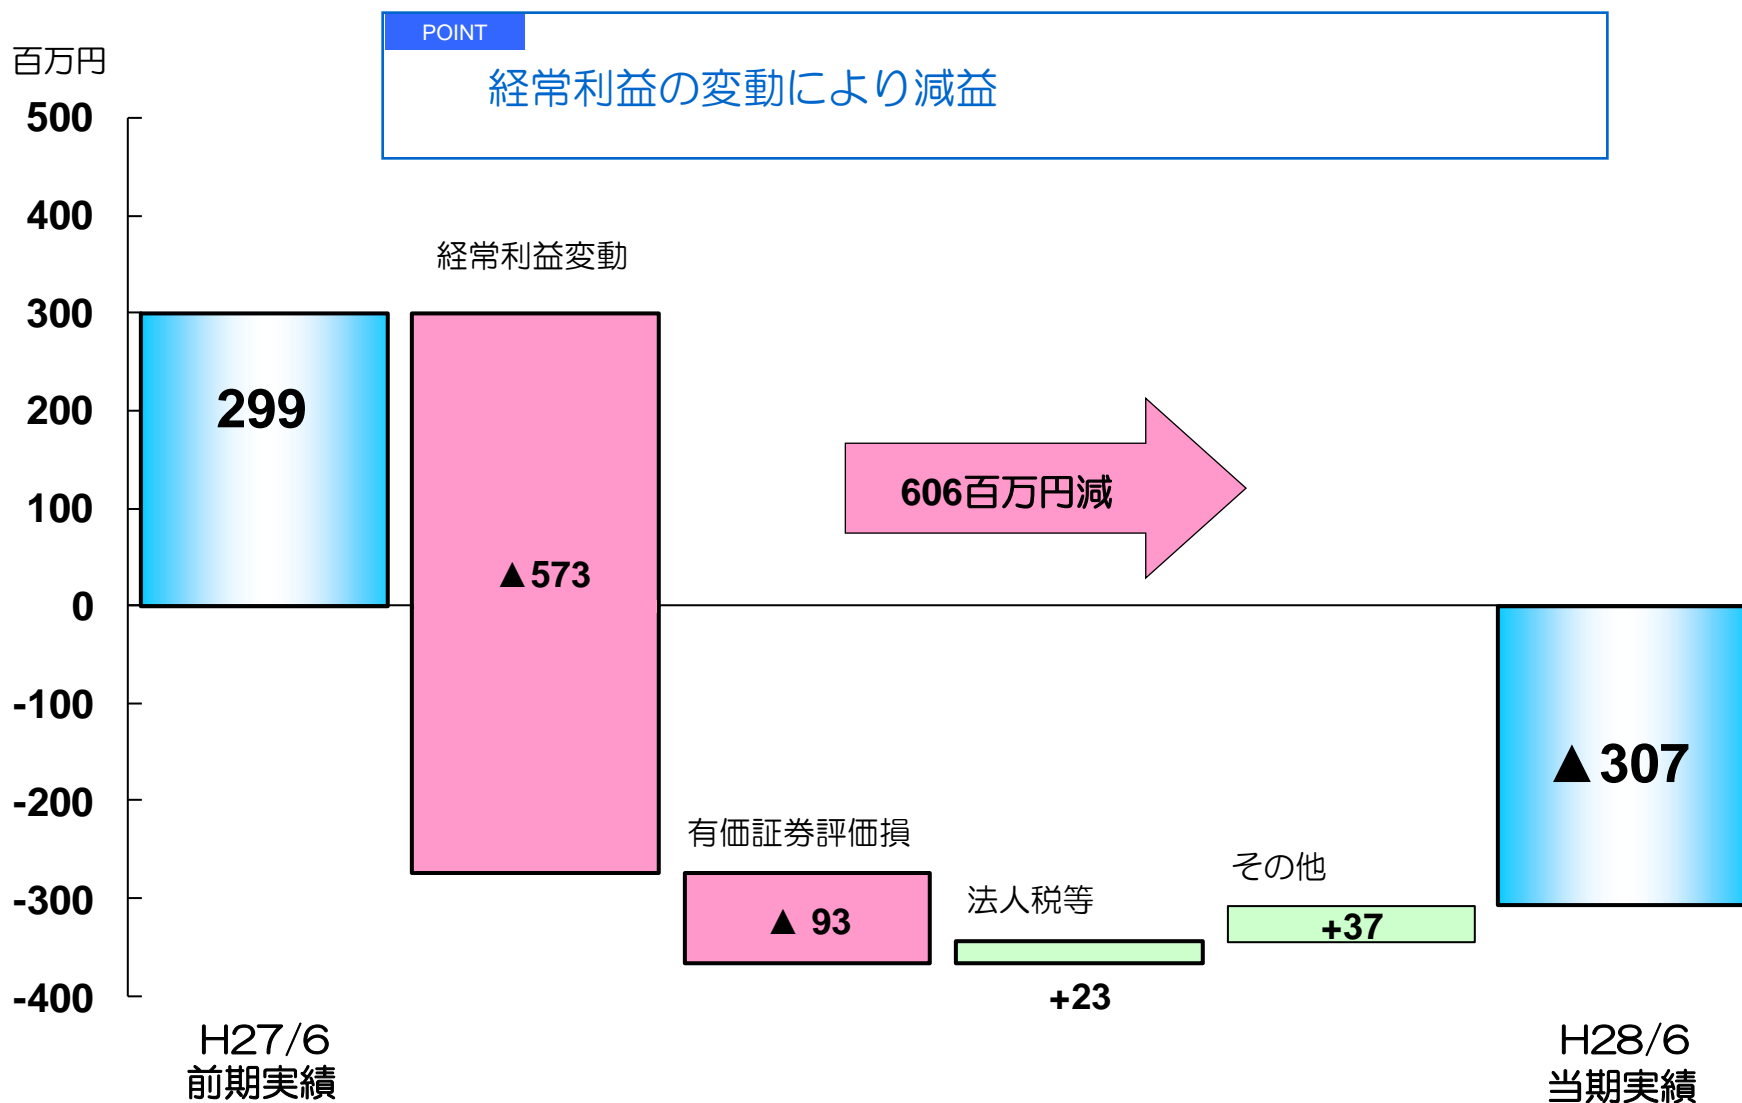 POINT
経常利益の変動により減益
百万円
500
400
300
200
100
0
-100
-200
-300
-400
経常利益変動
299
▲573
606百万円減
有価証券評価損
▲ 93
法人税等
+23
その他
+37
▲307
H27/6
前期実績
H28/6
当期実績